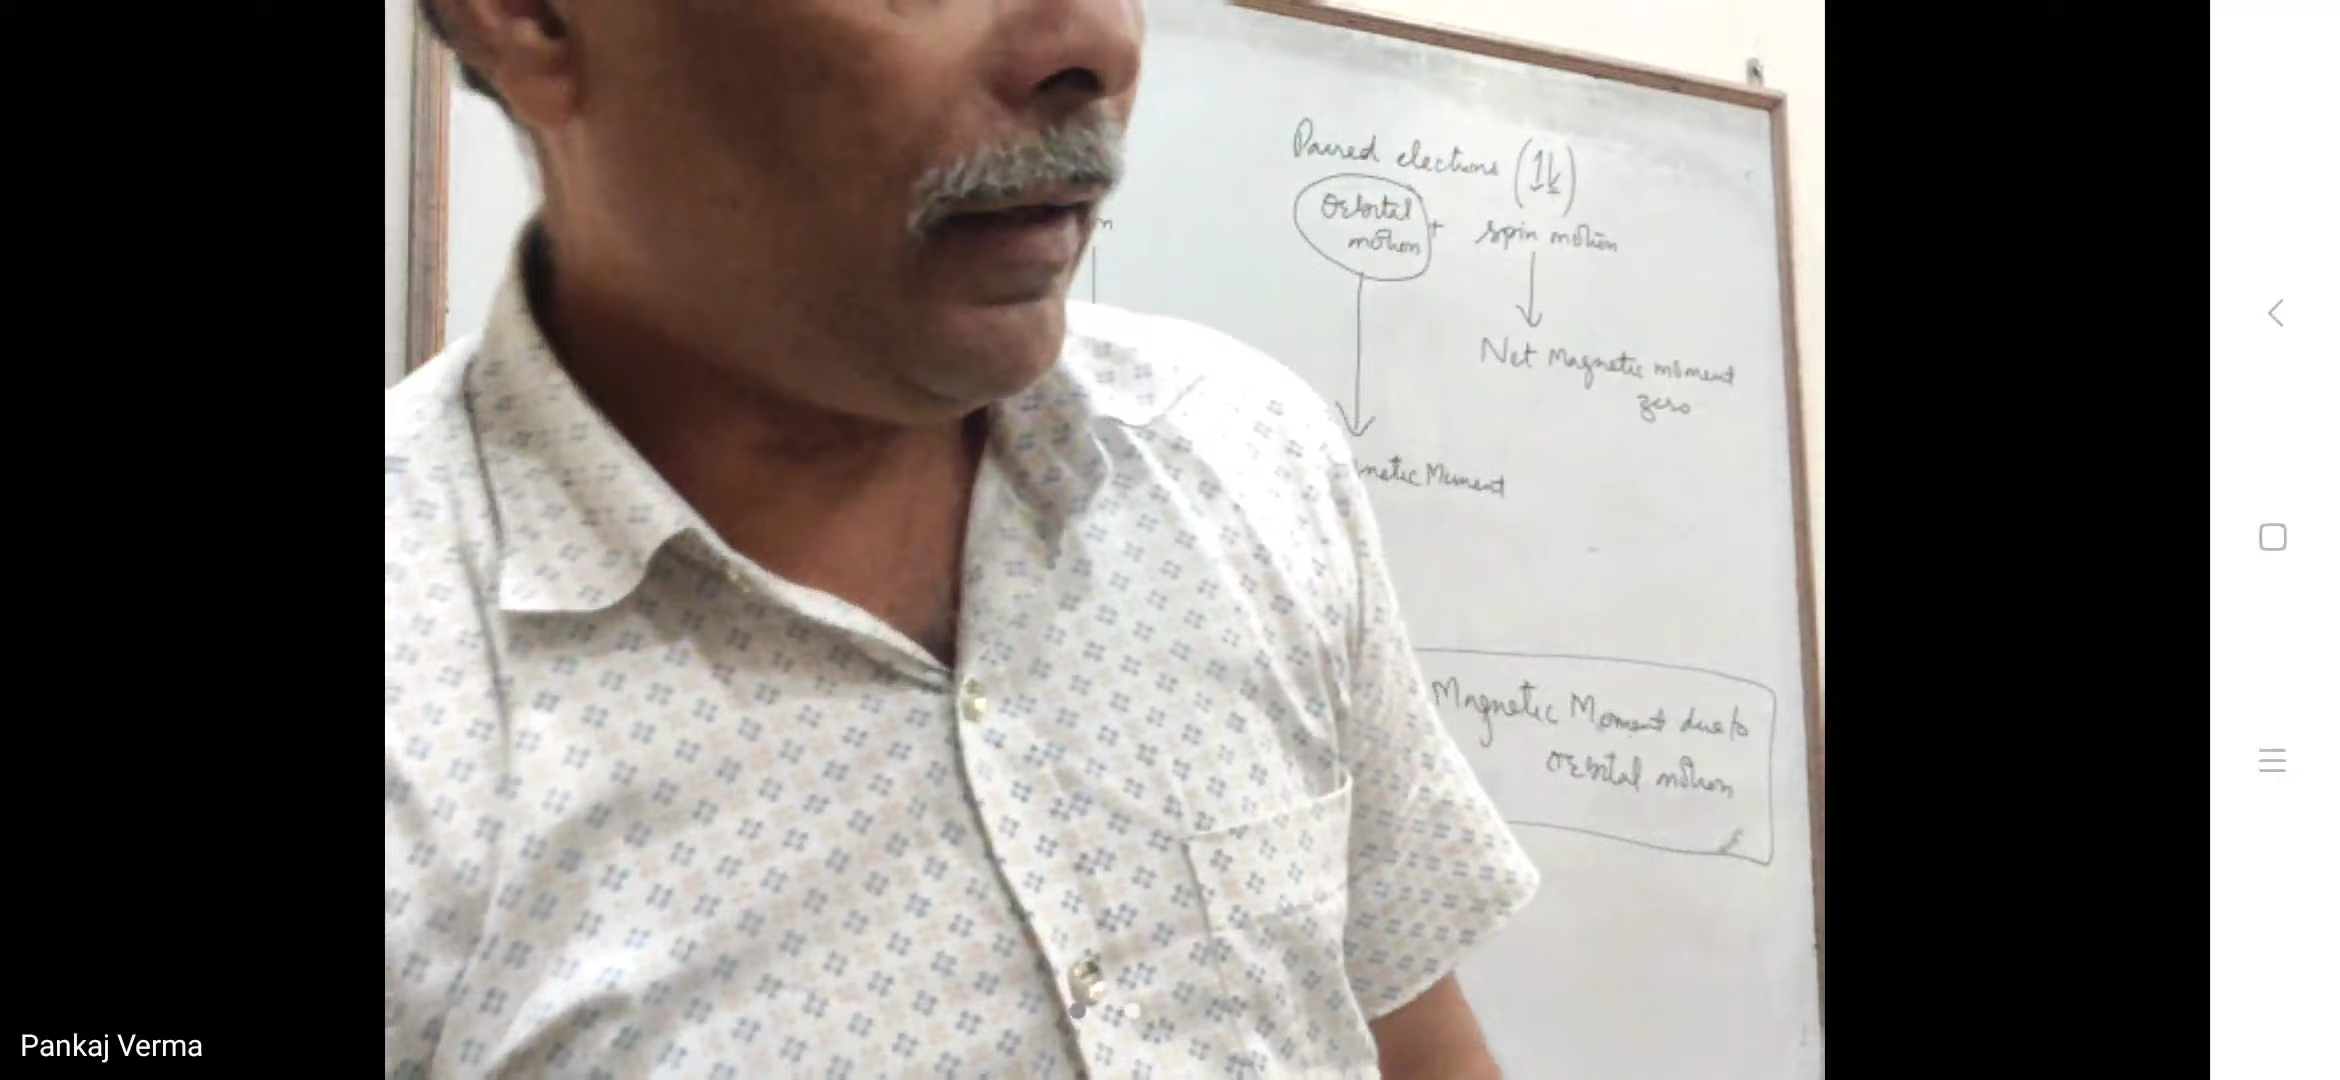 Paired electrons (1k)
Orbital + spin motion
motion
Net Magnetic moment
zero
netic Moment
Magnetic Moment due to
orbital motion
Pankaj Verma